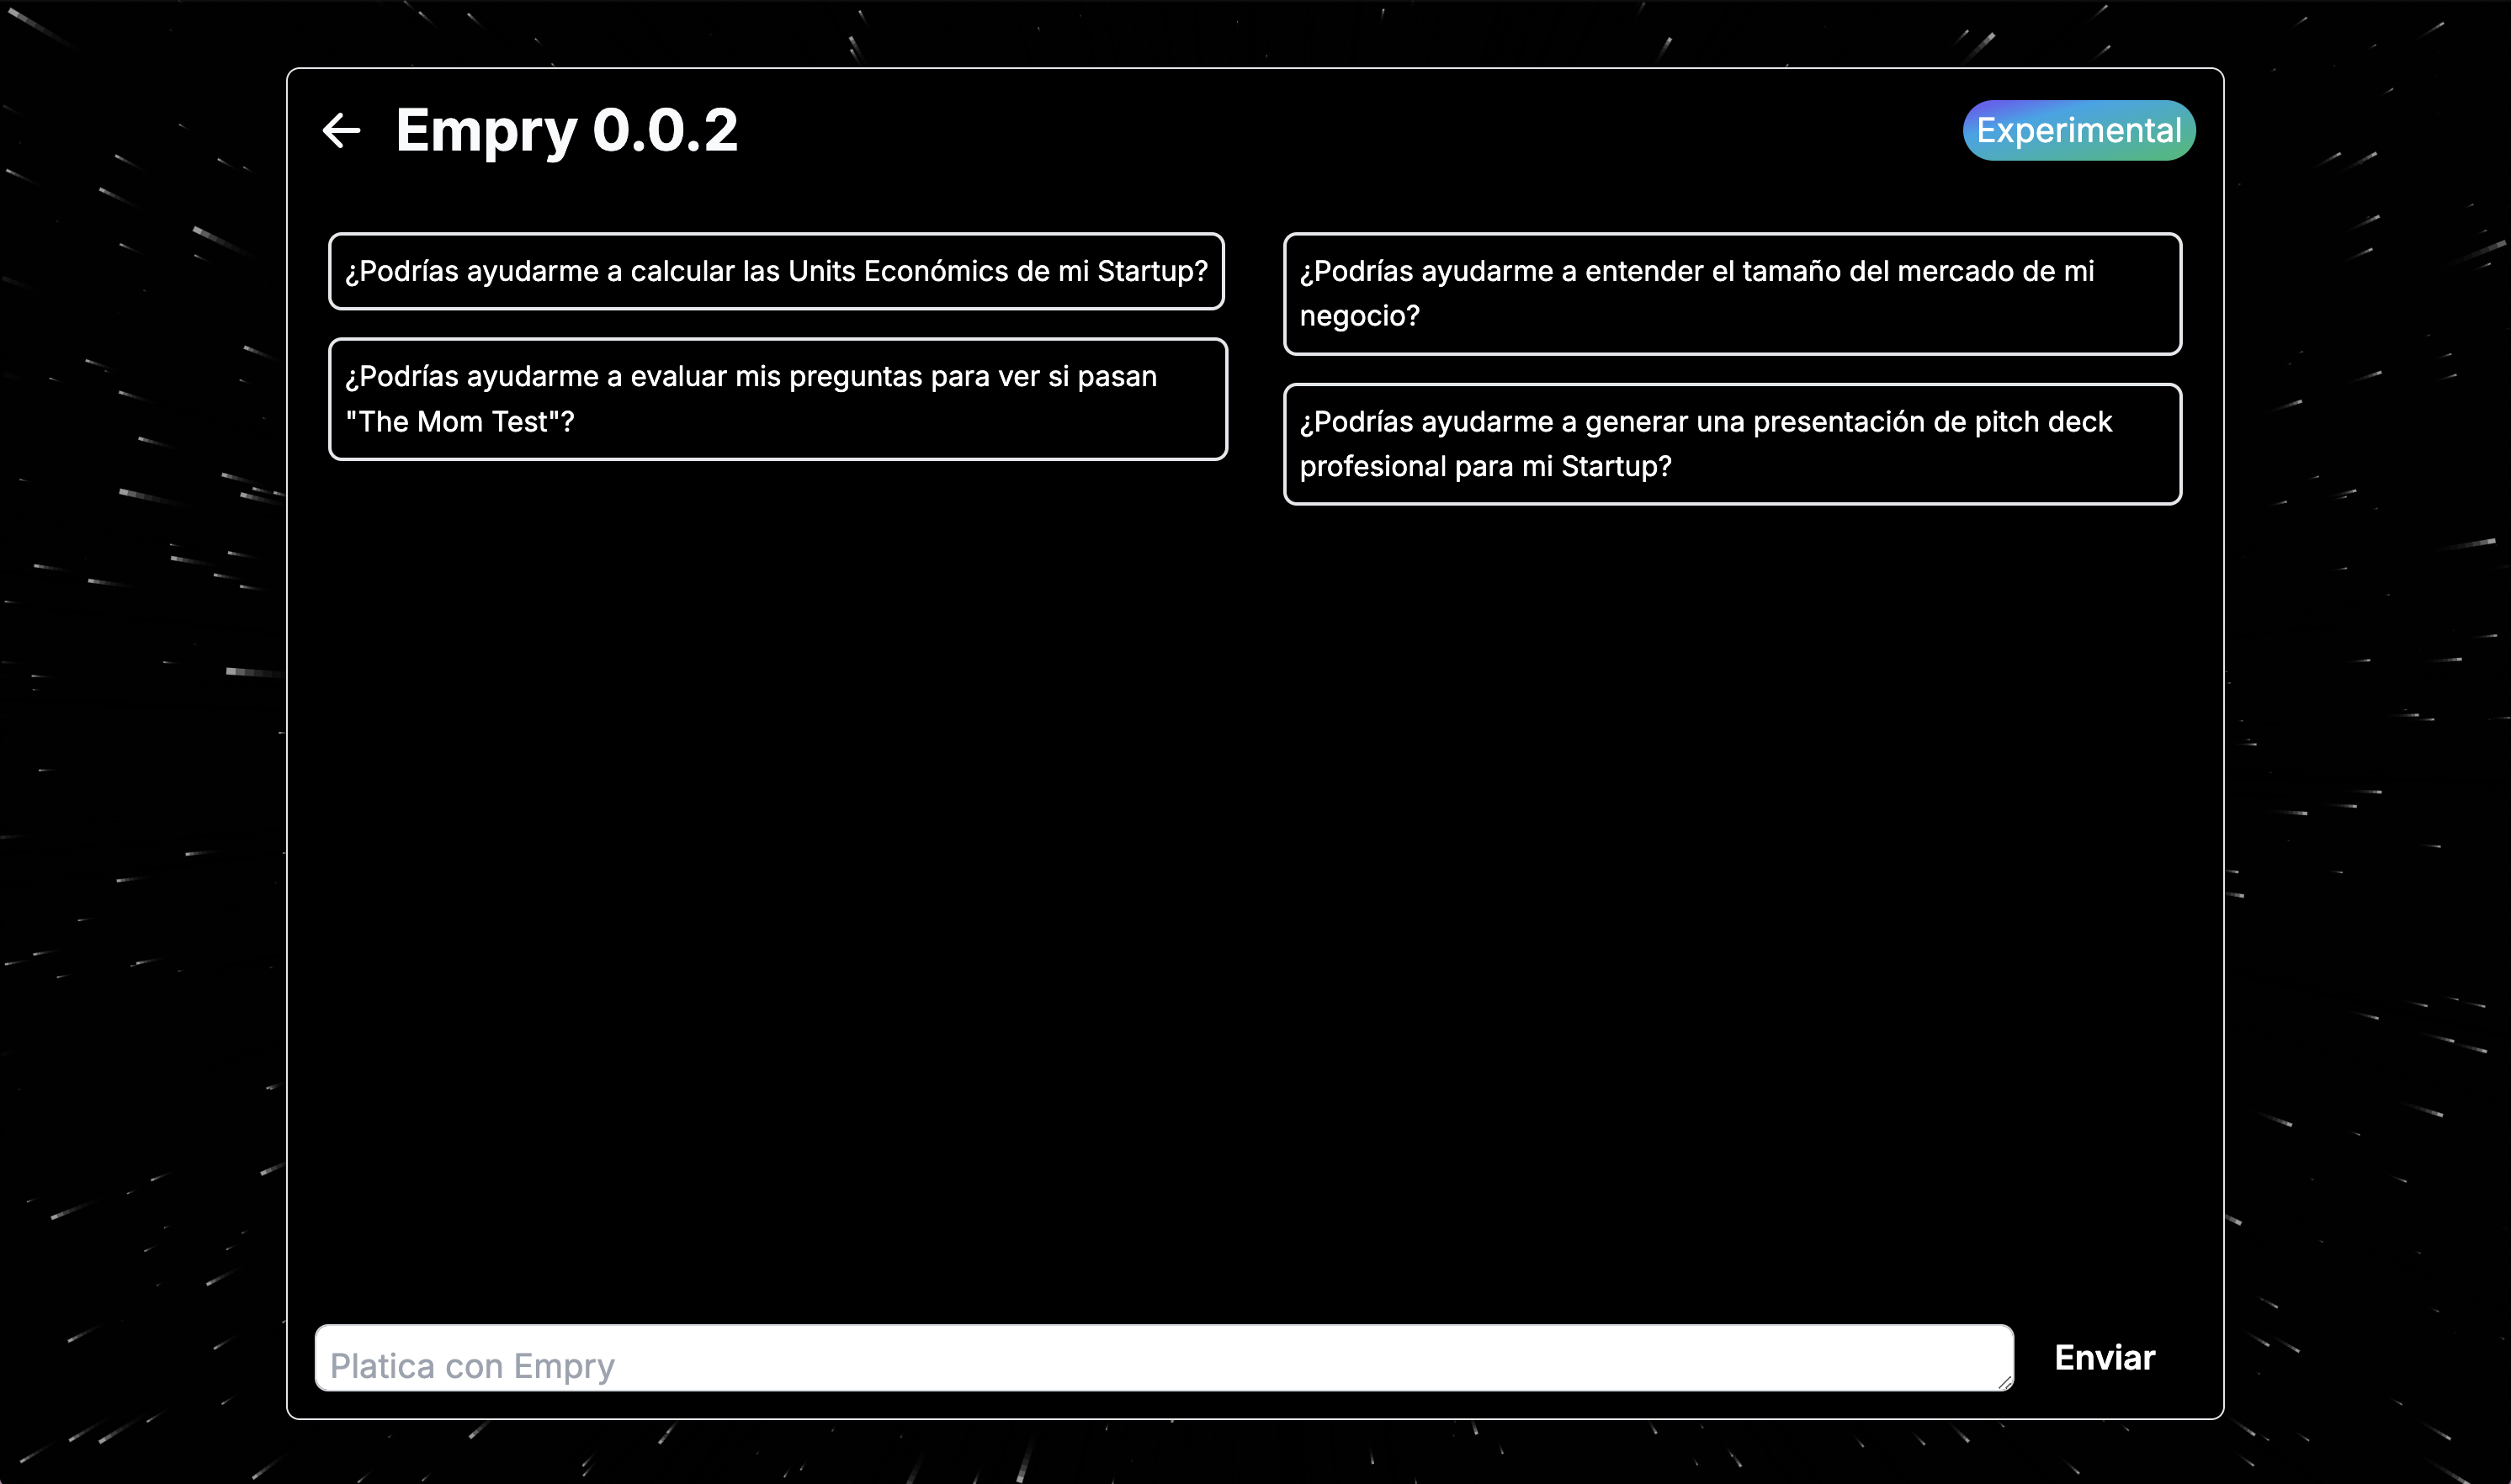 Empry 0.0.2
Experimental
¿Podrías ayudarme a calcular las Units Económics de mi Startup?
¿Podrías ayudarme a evaluar mis preguntas para ver si pasan
"The Mom Test"?
¿Podrías ayudarme a entender el tamaño del mercado de mi
negocio?
¿Podrías ayudarme a generar una presentación de pitch deck
profesional para mi Startup?
Platica con Empry
Enviar